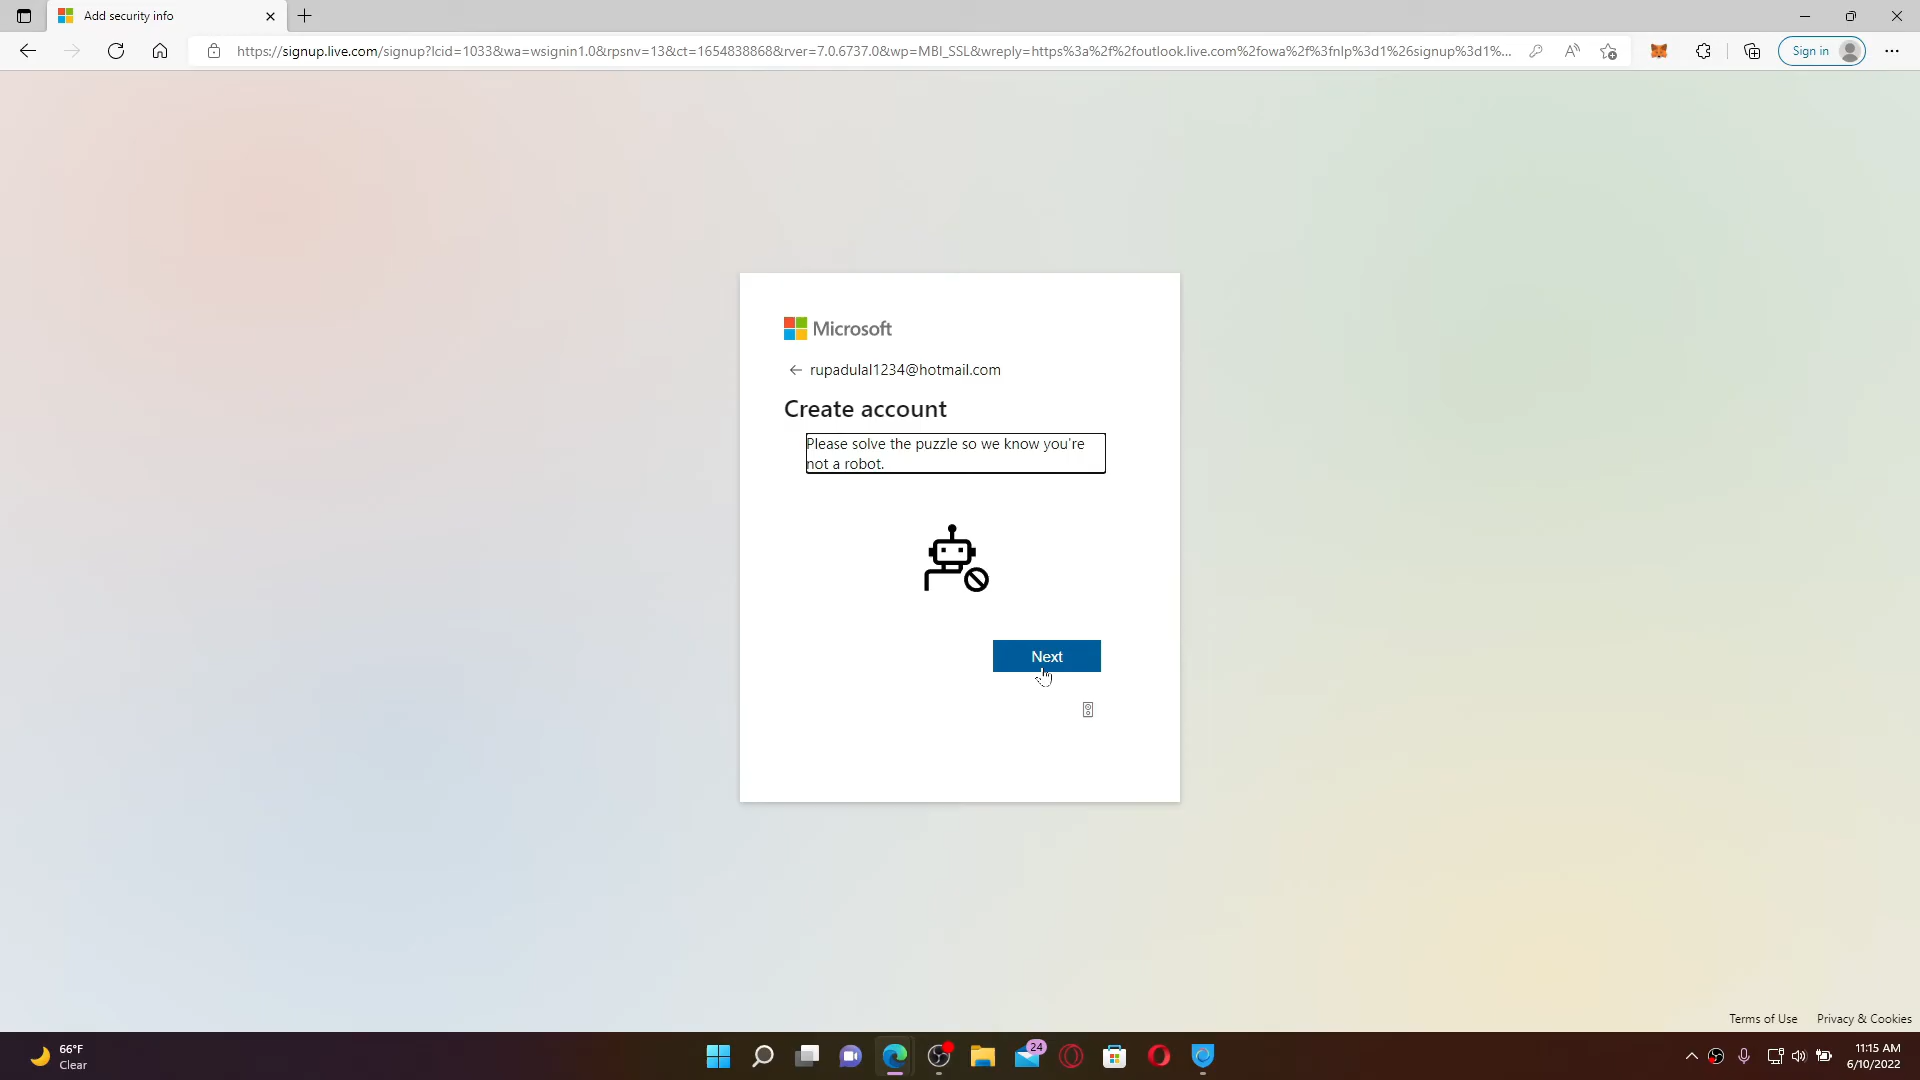 Add security info
https://signup.live.com/signup?lcid=1033&wa=wsignin1.0&rpsnv=13&ct=1654838868&rver=7.0.6737.0&wp=MBI_SSL&wreply=https%3a%2f%2foutlook.live.com%2fowa%2f%3fnlp%3d1%26signup%3d1%...
Sign in
Microsoft
rupadulal1234@hotmail.com
Create account
Please solve the puzzle so we know you're
not a robot.
Next
Terms of Use Privacy & Cookies
66°F
Clear
24
11:15 AM
6/10/2022